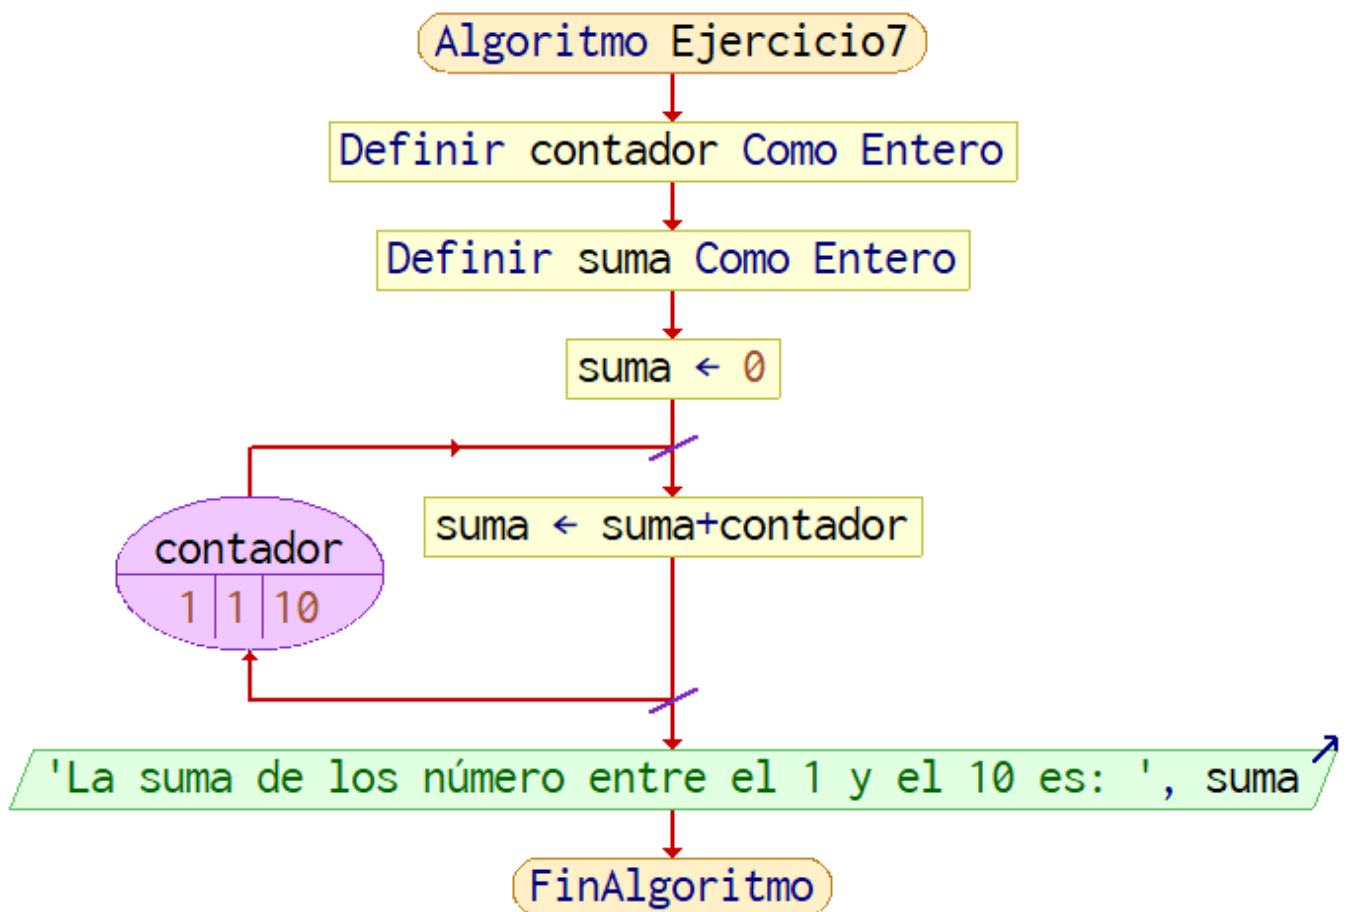 Algoritmo Ejercicio7
Definir contador Como Entero
Definir suma Como Entero
suma ← 0
suma ← suma+contador
contador
1 1 10
'La suma de los número entre el 1 y el 10 es: ', suma
FinAlgoritmo